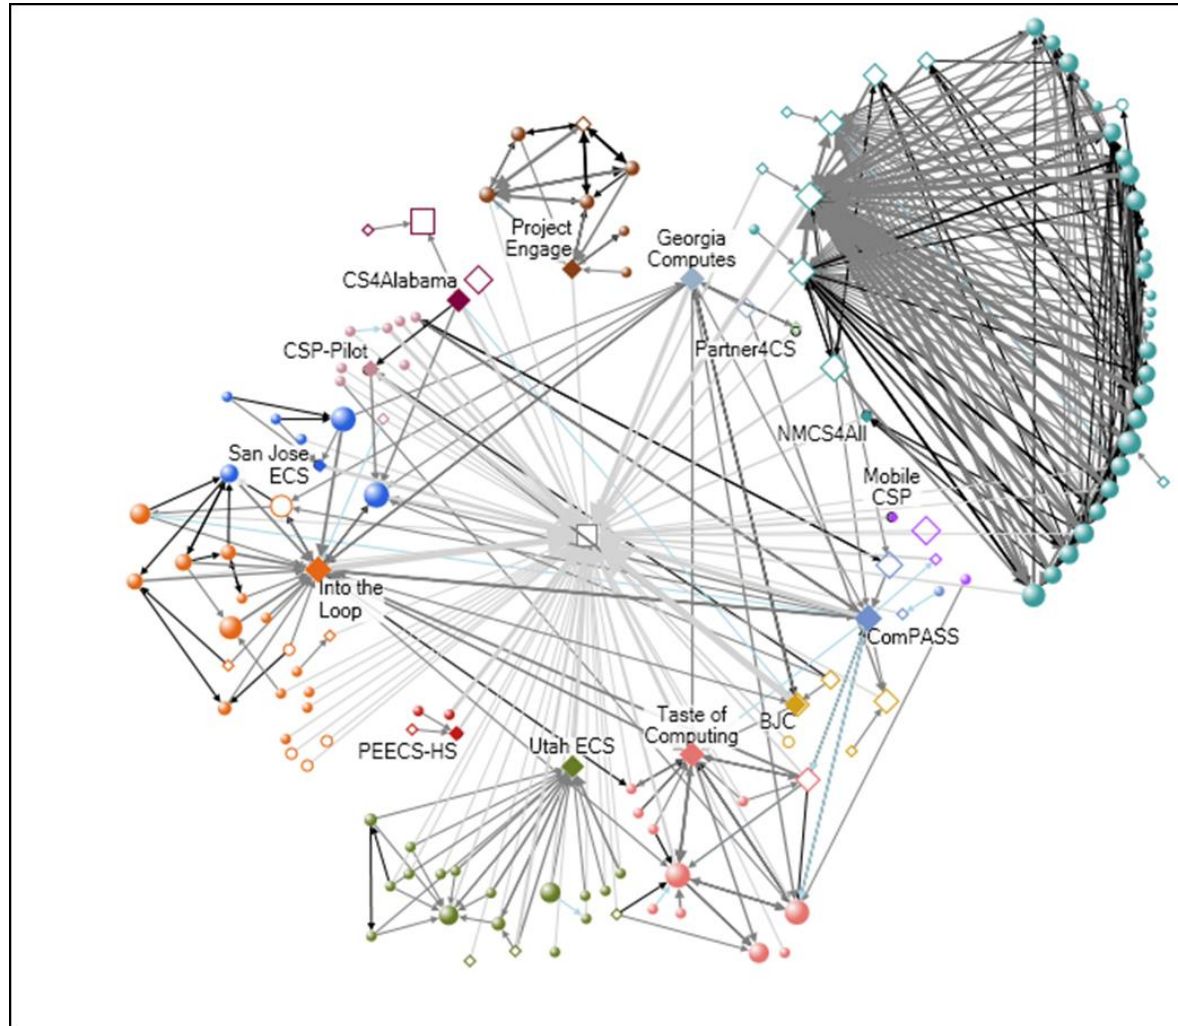 Project
Engage
Georgia
Computes
CS4Alabama
Partner4CS
CSP-Pilot
NMCS4All
San Jose
ECS
Mobile
CSP
Into the
Loop
ComPASS
Taste of
Computing
BJC
PEECS-HS
Utah ECS